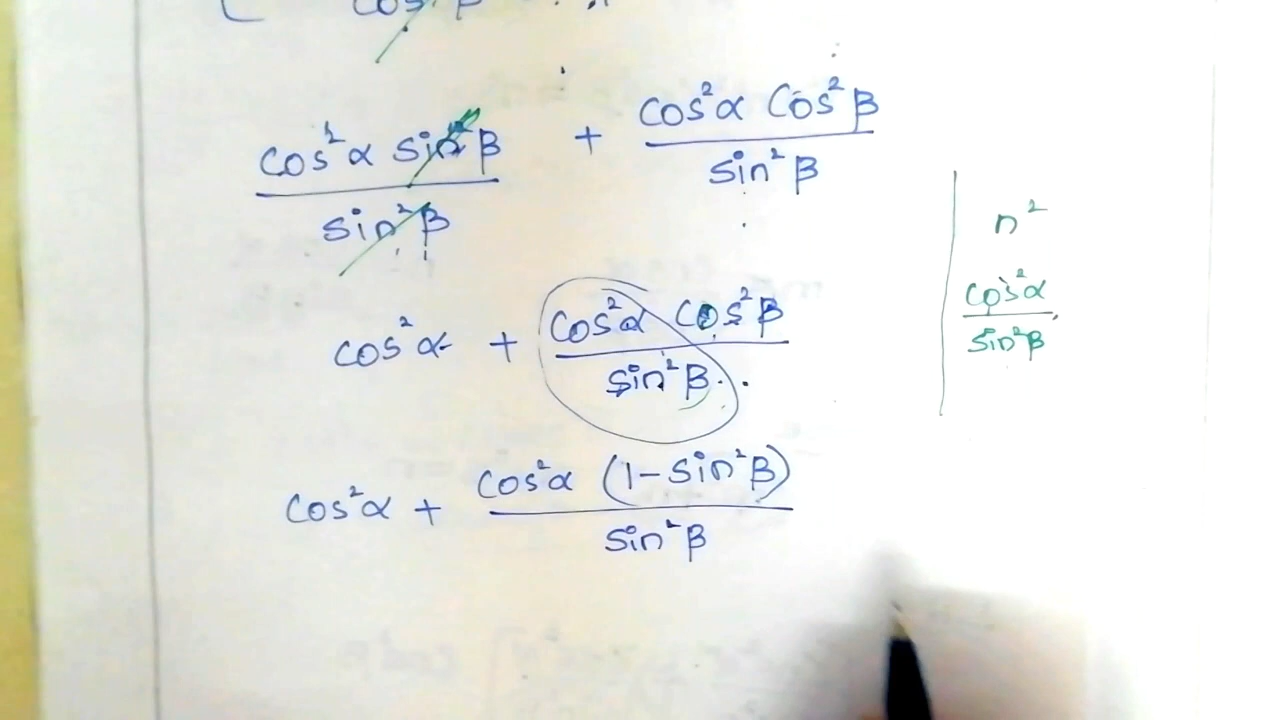 cos²α sin²β / sin²β + cos²α cos²β / sin²β
cos²α + cos²α cos²β / sin²β
cos²α + cos²α (1 - sin²β) / sin²β
n²
cos²α / sin²β